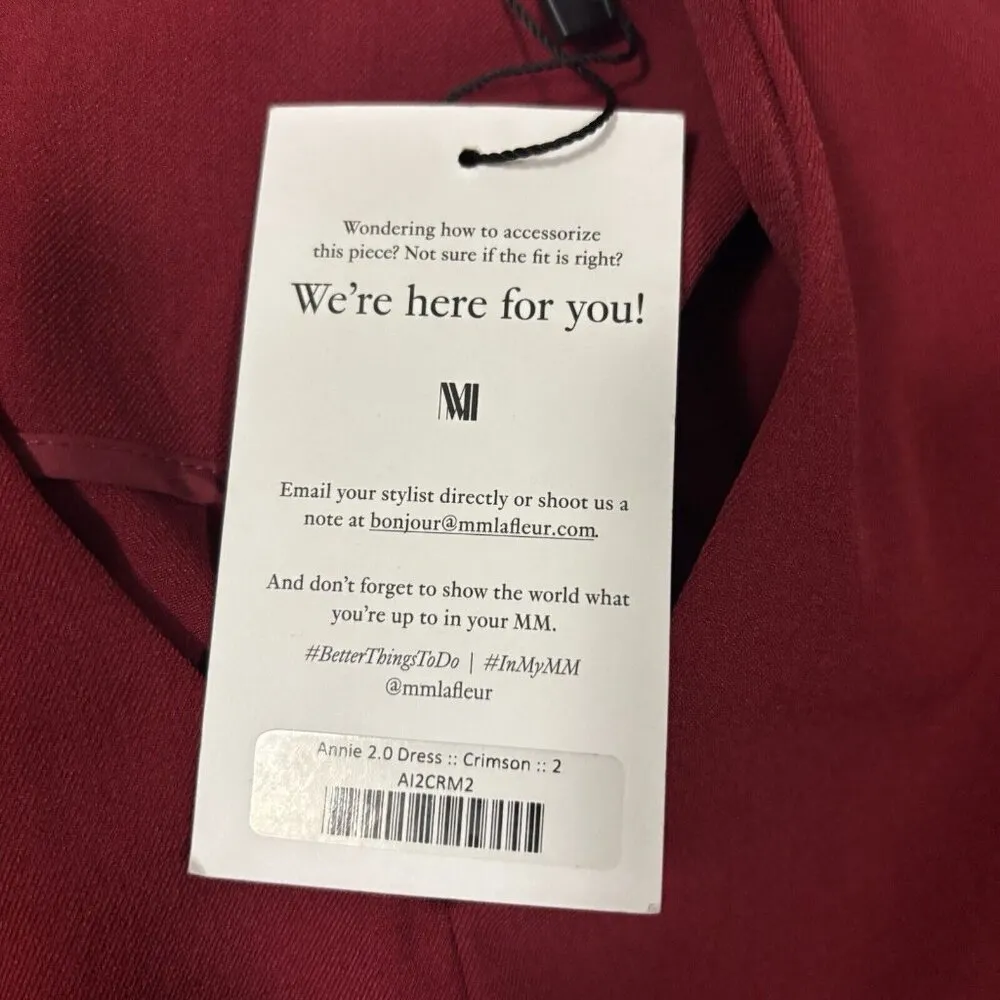 Wondering how to accessorize
this piece? Not sure if the fit is right?
We're here for you!
MM
Email your stylist directly or shoot us a
note at bonjour@mmlafleur.com.
And don't forget to show the world what
you're up to in your MM.
#BetterThingsToDo | #InMyMM
@mmlafleur
Annie 2.0 Dress :: Crimson :: 2
AI2CRM2